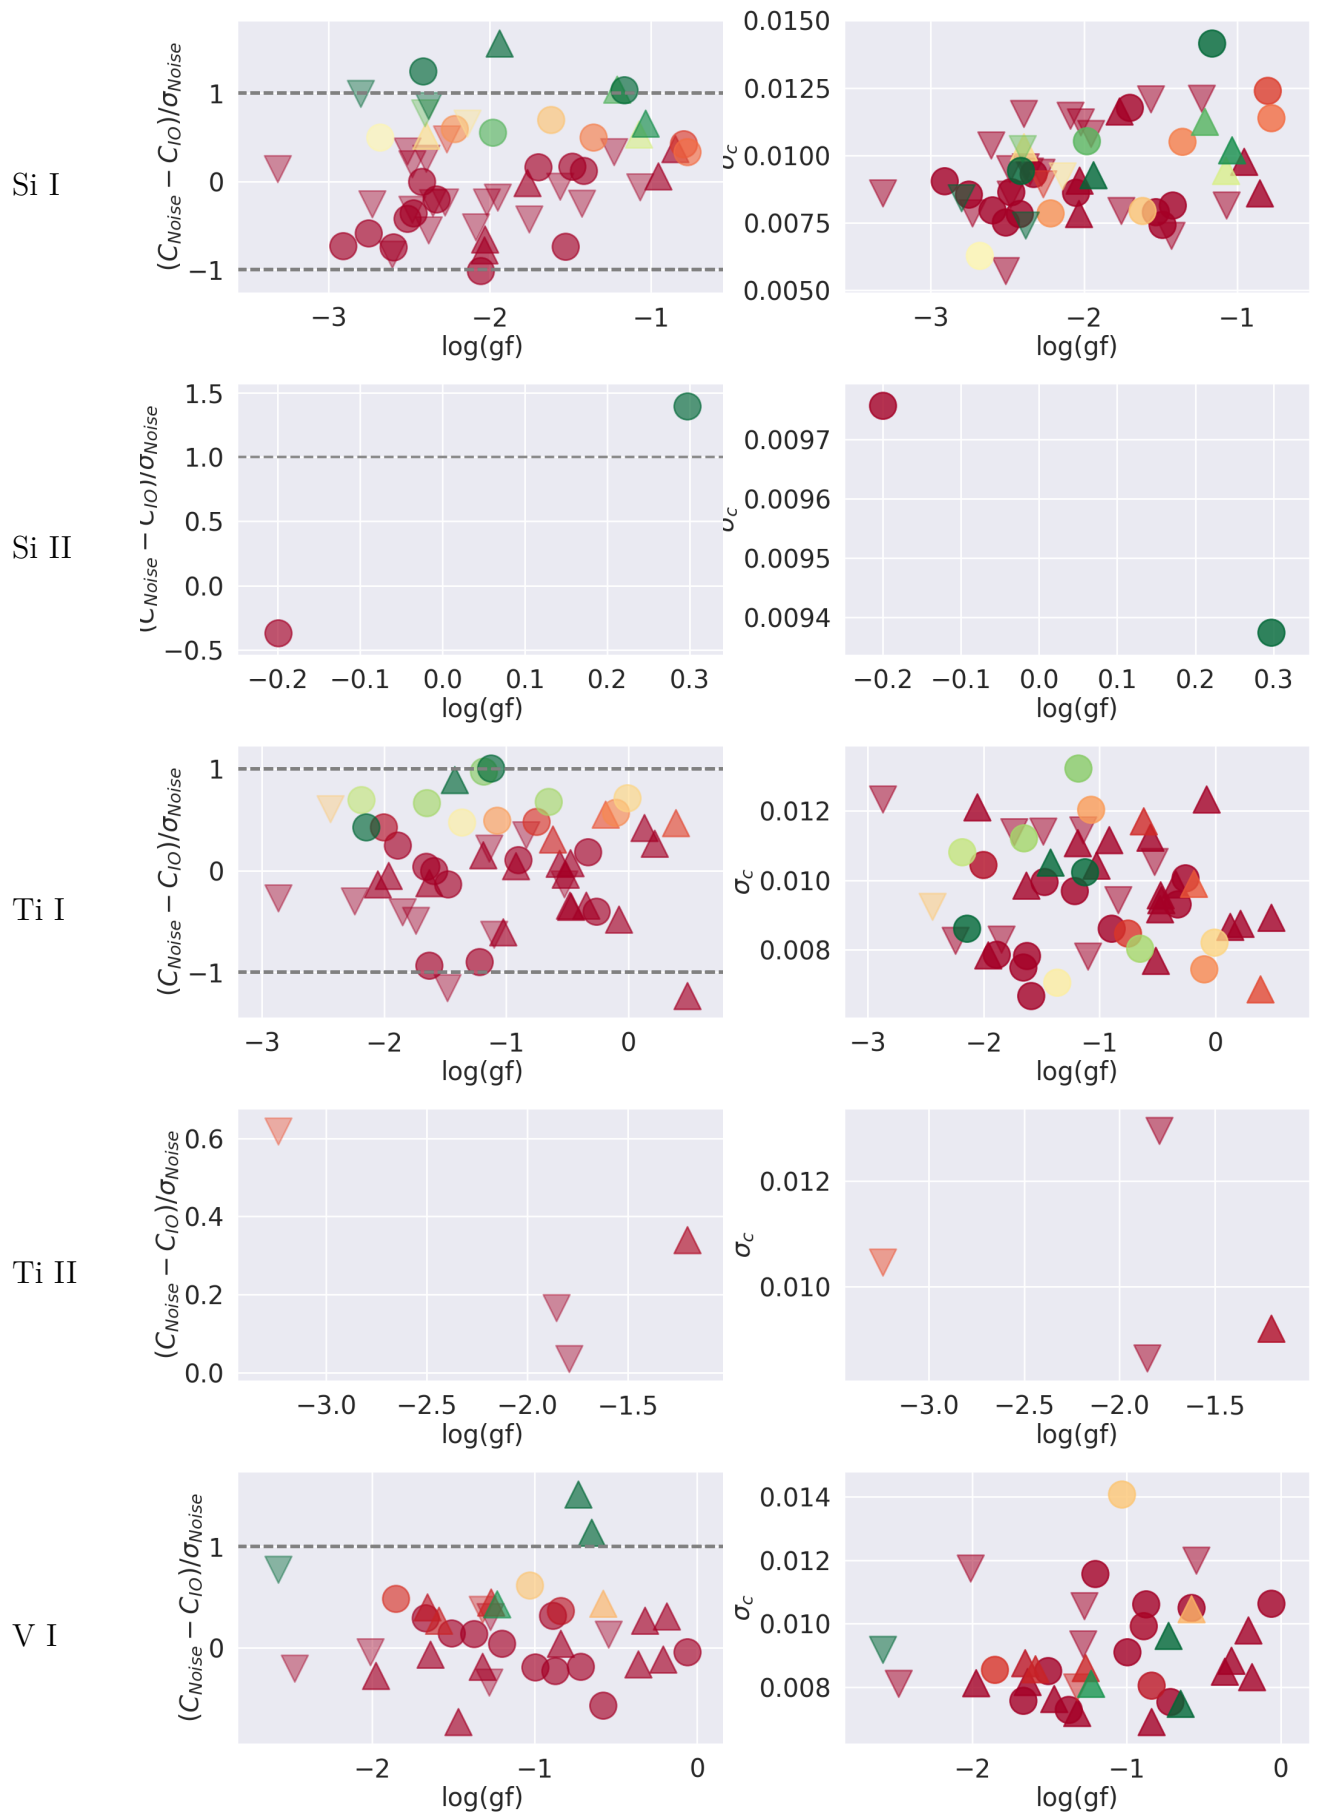 Si I
(C_Noise − C_IO)/σ_Noise
1
0
−1
−3 −2 −1
log(gf)
σ_c
0.0150
0.0125
0.0100
0.0075
0.0050
−3 −2 −1
log(gf)
Si II
(C_Noise − C_IO)/σ_Noise
1.5
1.0
0.5
0.0
−0.5
−0.2 −0.1 0.0 0.1 0.2 0.3
log(gf)
σ_c
0.0097
0.0096
0.0095
0.0094
−0.2 −0.1 0.0 0.1 0.2 0.3
log(gf)
Ti I
(C_Noise − C_IO)/σ_Noise
1
0
−1
−3 −2 −1 0
log(gf)
σ_c
0.012
0.010
0.008
−3 −2 −1 0
log(gf)
Ti II
(C_Noise − C_IO)/σ_Noise
0.6
0.4
0.2
0.0
−3.0 −2.5 −2.0 −1.5
log(gf)
σ_c
0.012
0.010
−3.0 −2.5 −2.0 −1.5
log(gf)
V I
(C_Noise − C_IO)/σ_Noise
1
0
−2 −1 0
log(gf)
σ_c
0.014
0.012
0.010
0.008
−2 −1 0
log(gf)